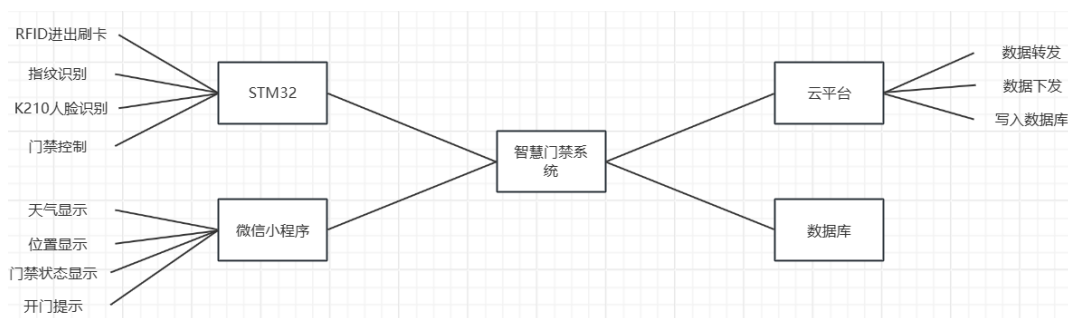 RFID进出刷卡
指纹识别
K210人脸识别
门禁控制
STM32
天气显示
位置显示
门禁状态显示
开门提示
微信小程序
智慧门禁系
统
云平台
数据转发
数据下发
写入数据库
数据库